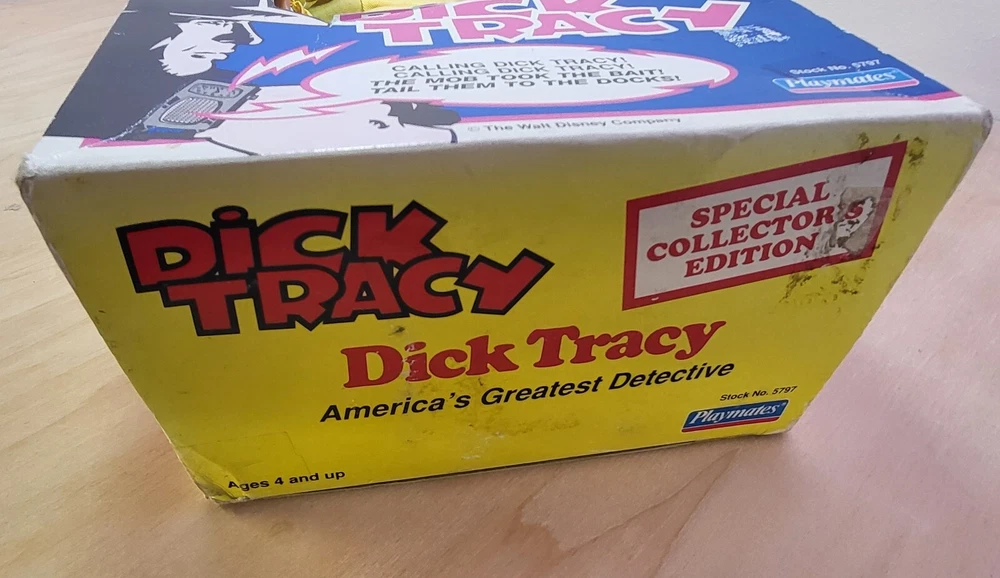 DICK
TRACY
CALLING DICK TRACY!
CALLING DICK TRACY!
THE MOB TOOK THE BAIT!
TAIL THEM TO THE DOCKS!
Stock No. 5797
Playmates®
© The Walt Disney Company
DiCK
TRACY
SPECIAL
COLLECTOR'S
EDITION
Dick Tracy
America's Greatest Detective
Stock No. 5797
Playmates®
Ages 4 and up